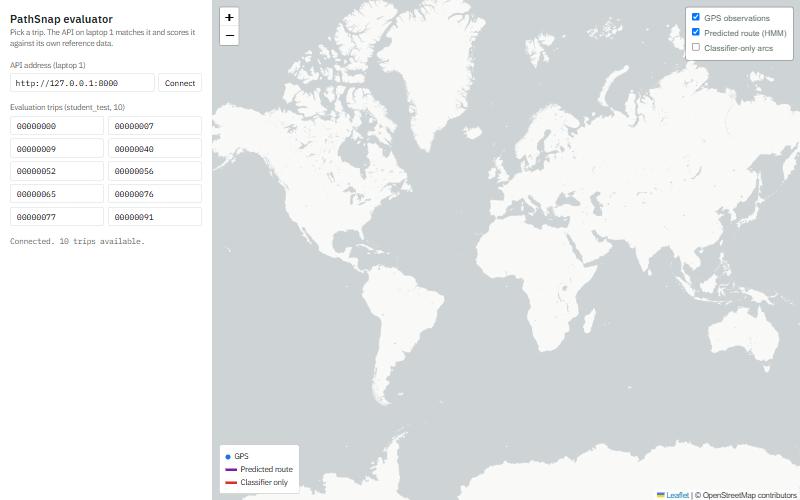 PathSnap evaluator
Pick a trip. The API on laptop 1 matches it and scores it
against its own reference data.
API address (laptop 1)
http://127.0.0.1:8000
Connect
Evaluation trips (student_test, 10)
00000000
00000007
00000009
00000040
00000052
00000056
00000065
00000076
00000077
00000091
Connected. 10 trips available.
+
−
GPS observations
Predicted route (HMM)
Classifier-only arcs
GPS
Predicted route
Classifier only
Leaflet | © OpenStreetMap contributors